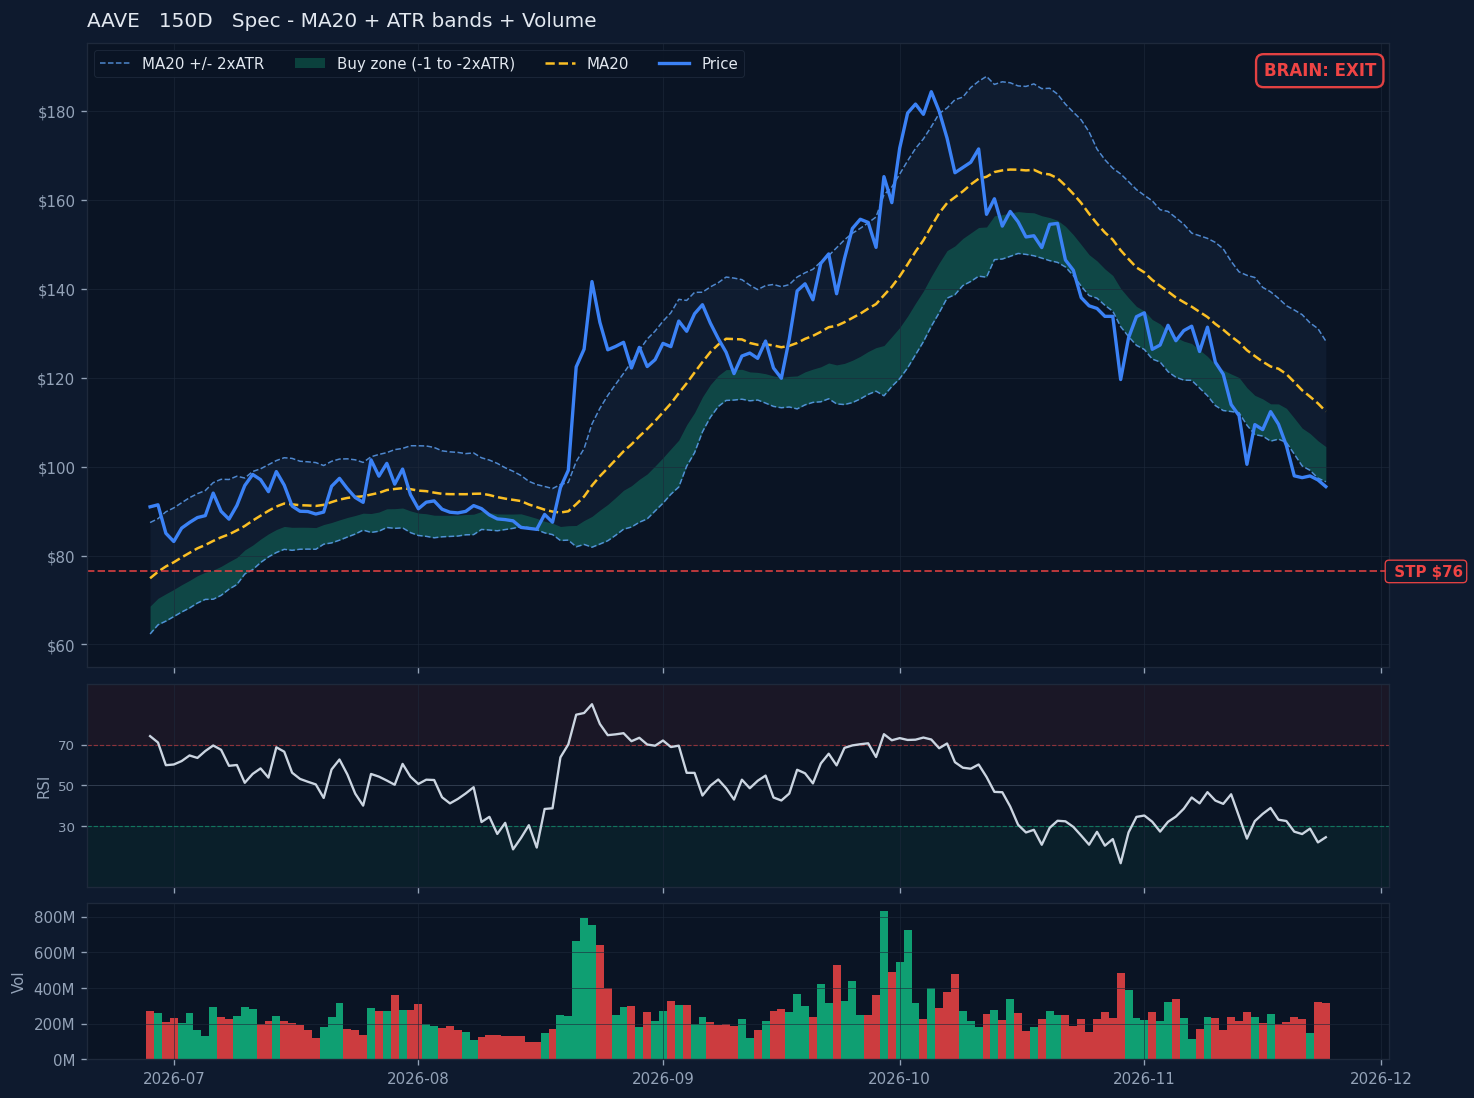 AAVE   150D   Spec - MA20 + ATR bands + Volume
MA20 +/- 2xATR
Buy zone (-1 to -2xATR)
MA20
Price
BRAIN: EXIT
$180
$160
$140
$120
$100
$80
$60
STP $76
RSI
70
50
30
Vol
800M
600M
400M
200M
0M
2026-07
2026-08
2026-09
2026-10
2026-11
2026-12